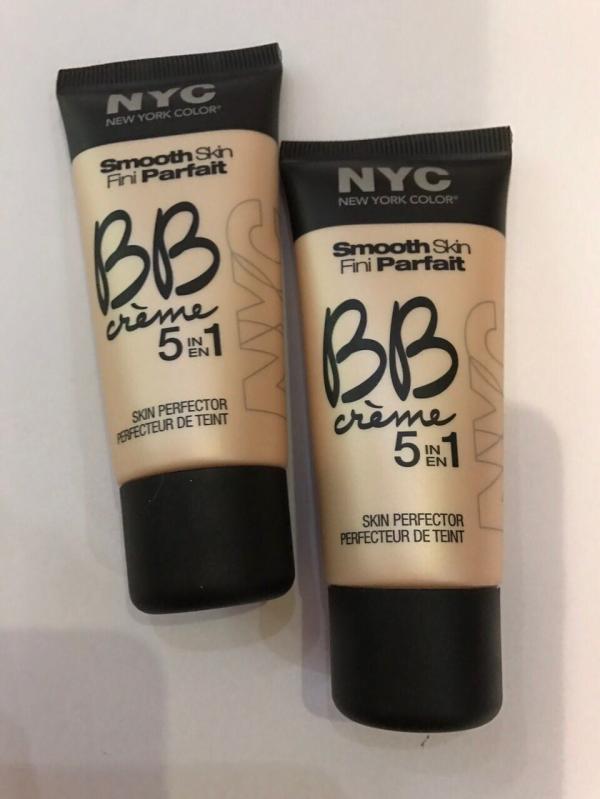 NYC
NEW YORK COLOR®
Smooth Skin
Fini Parfait
BB
crème
5 IN EN 1
SKIN PERFECTOR
PERFECTEUR DE TEINT
NYC
NYC
NEW YORK COLOR®
Smooth Skin
Fini Parfait
BB
crème
5 IN EN 1
SKIN PERFECTOR
PERFECTEUR DE TEINT
NYC